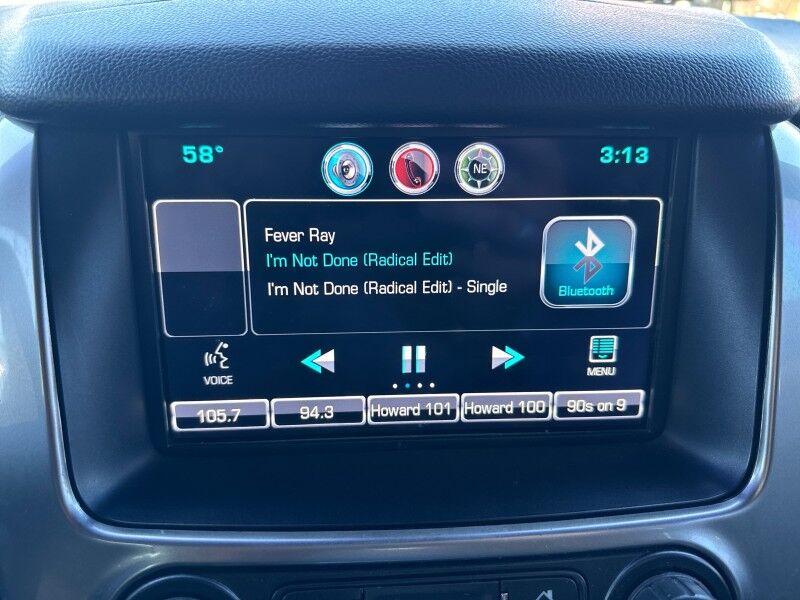 58° NE 3:13
Fever Ray
I'm Not Done (Radical Edit)
I'm Not Done (Radical Edit) - Single
Bluetooth
VOICE MENU
105.7 94.3 Howard 101 Howard 100 90s on 9